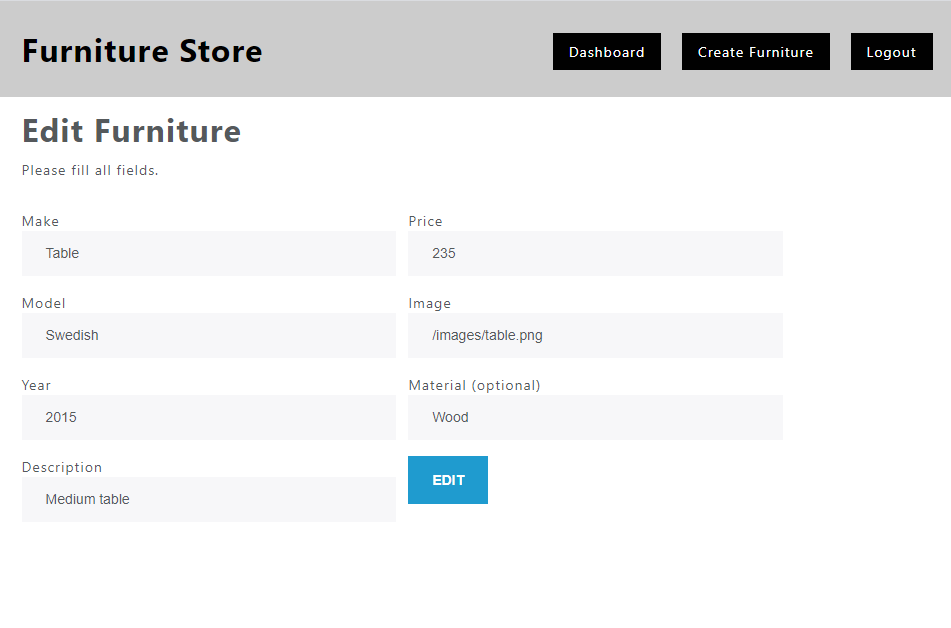 Furniture Store
Dashboard
Create Furniture
Logout
Edit Furniture
Please fill all fields.
Make
Table
Price
235
Model
Swedish
Image
/images/table.png
Year
2015
Material (optional)
Wood
Description
Medium table
EDIT